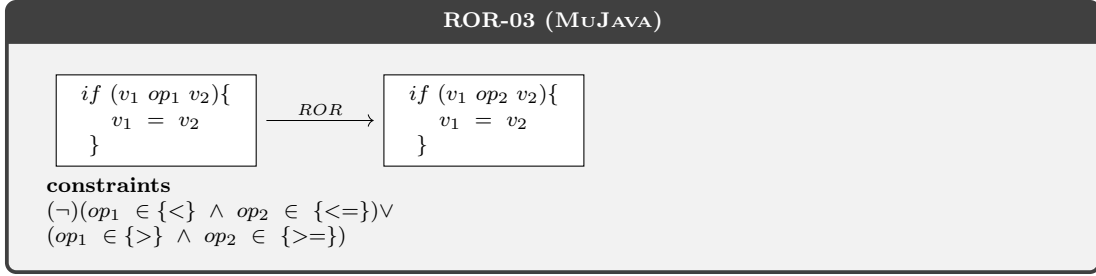 ROR-03 (MUJAVA)
if (v₁ op₁ v₂){
v₁ = v₂
}
ROR
if (v₁ op₂ v₂){
v₁ = v₂
}
constraints
(¬)(op₁ ∈ {<} ∧ op₂ ∈ {<=})∨
(op₁ ∈ {>} ∧ op₂ ∈ {>=})